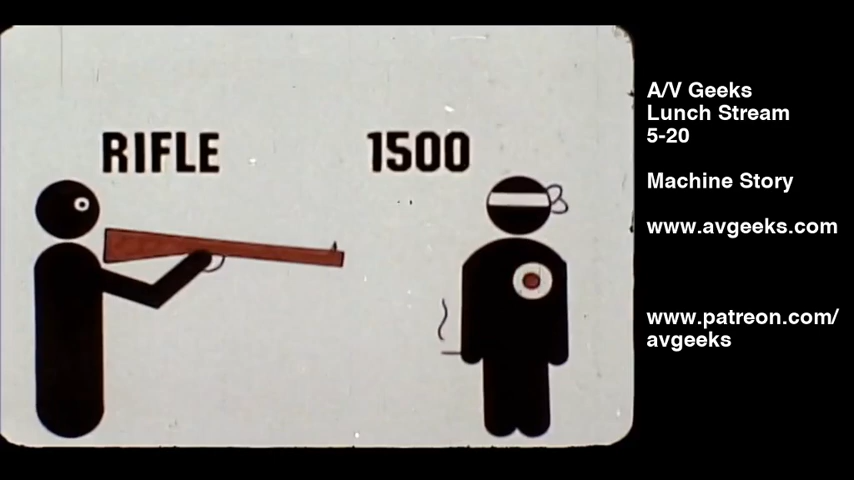 RIFLE 1500
A/V Geeks
Lunch Stream
5-20
Machine Story
www.avgeeks.com
www.patreon.com/
avgeeks